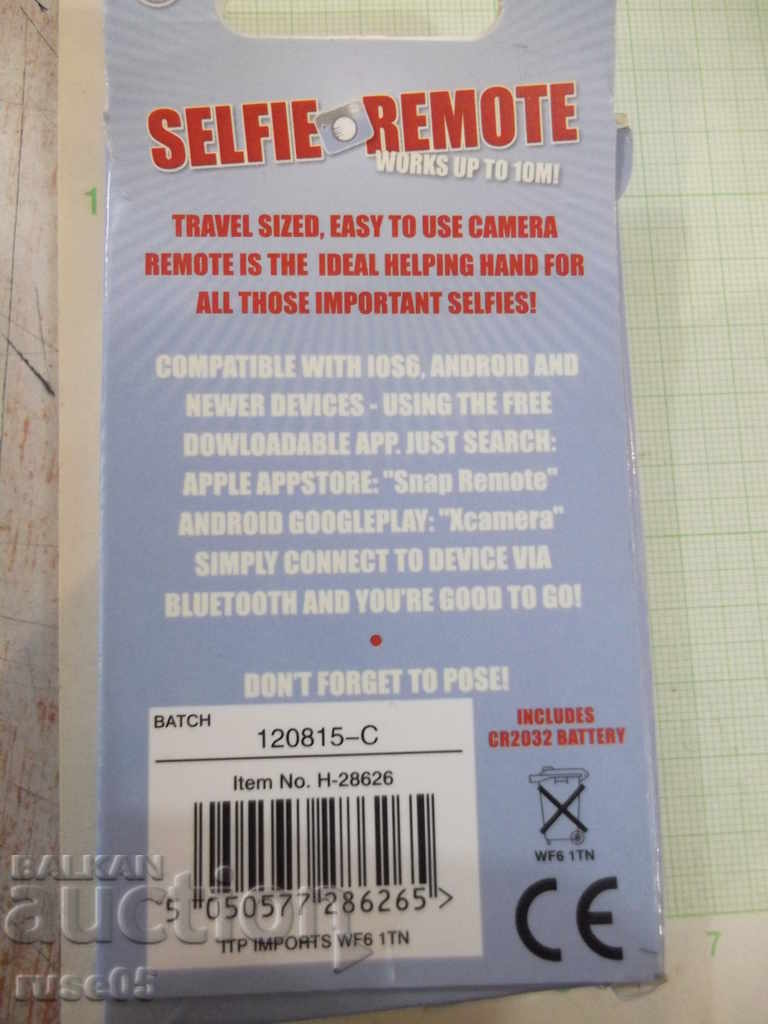 SELFIE REMOTE
WORKS UP TO 10M!
TRAVEL SIZED, EASY TO USE CAMERA
REMOTE IS THE IDEAL HELPING HAND FOR
ALL THOSE IMPORTANT SELFIES!
COMPATIBLE WITH IOS6, ANDROID AND
NEWER DEVICES - USING THE FREE
DOWLOADABLE APP. JUST SEARCH:
APPLE APPSTORE: "Snap Remote"
ANDROID GOOGLEPLAY: "Xcamera"
SIMPLY CONNECT TO DEVICE VIA
BLUETOOTH AND YOU'RE GOOD TO GO!
DON'T FORGET TO POSE!
BATCH
120815-C
Item No. H-28626
5 050577 286265 >
ITP IMPORTS WF6 1TN
INCLUDES
CR2032 BATTERY
WF6 1TN
CE
1
7
BALKAN
auction
ruse05